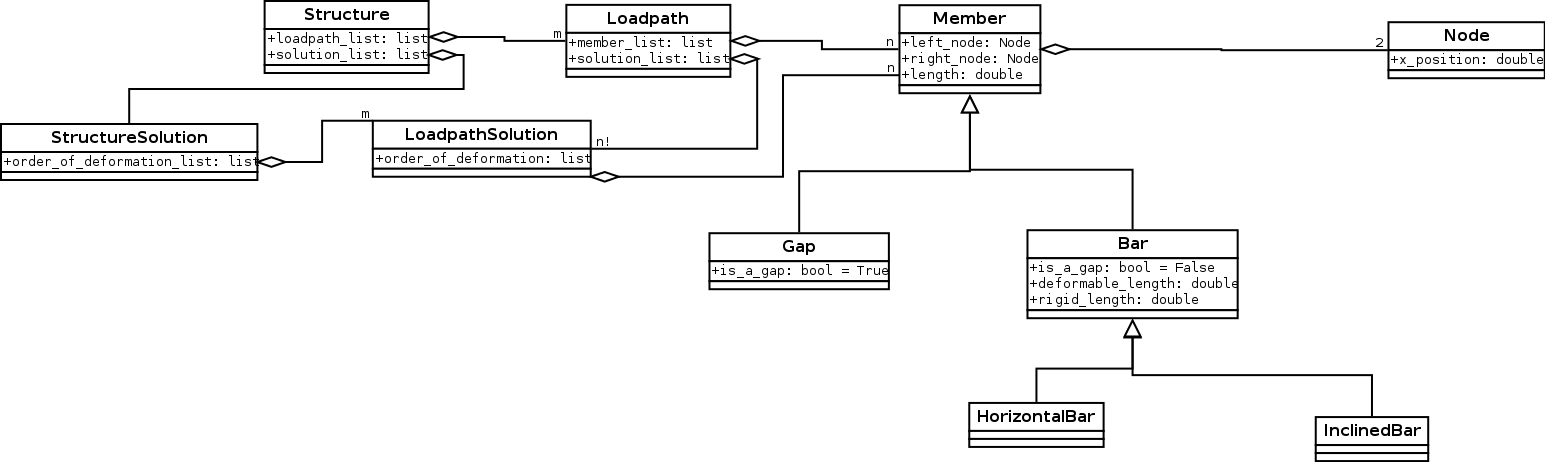 Structure
+loadpath_list: list
+solution_list: list
m
Loadpath
+member_list: list
+solution_list: list
n
n
Member
+left_node: Node
+right_node: Node
+length: double
2
Node
+x_position: double
StructureSolution
+order_of_deformation_list: list
m
LoadpathSolution
+order_of_deformation: list
n!
Gap
+is_a_gap: bool = True
Bar
+is_a_gap: bool = False
+deformable_length: double
+rigid_length: double
HorizontalBar
InclinedBar